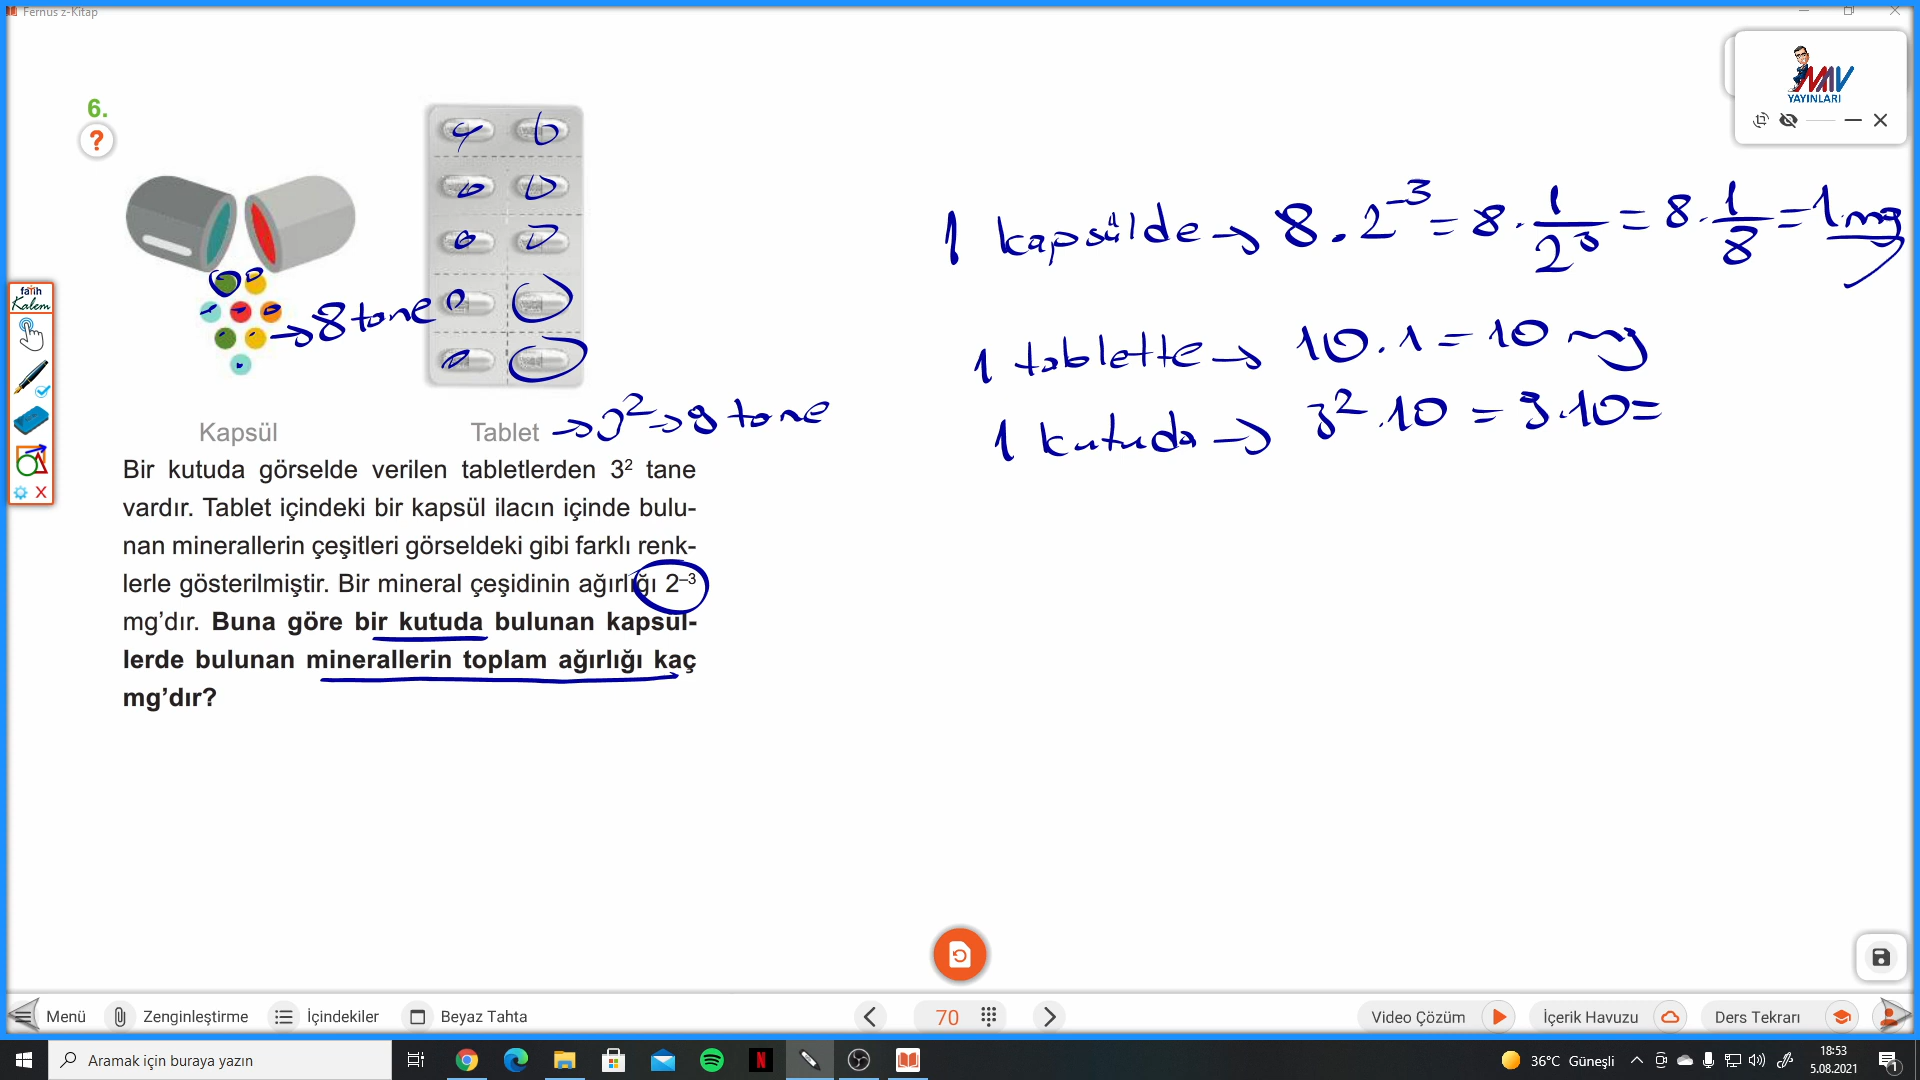 Fernus z-Kitap
MAV
YAYINLARI
6.
?
8 tane
1 kapsülde → 8 . 2⁻³ = 8 . 1/2³ = 8 . 1/8 = 1 mg
1 tablette → 10 . 1 = 10 mg
1 kutuda → 3² . 10 = 9 . 10 =
fatih
Kalem
Kapsül
Tablet → 3² → 9 tane
Bir kutuda görselde verilen tabletlerden 3² tane
vardır. Tablet içindeki bir kapsül ilacın içinde bulu-
nan minerallerin çeşitleri görseldeki gibi farklı renk-
lerle gösterilmiştir. Bir mineral çeşidinin ağırlığı 2⁻³
mg’dır. Buna göre bir kutuda bulunan kapsül-
lerde bulunan minerallerin toplam ağırlığı kaç
mg’dır?
Menü
Zenginleştirme
İçindekiler
Beyaz Tahta
70
Video Çözüm
İçerik Havuzu
Ders Tekrarı
Aramak için buraya yazın
36°C Güneşli
18:53
5.08.2021
1